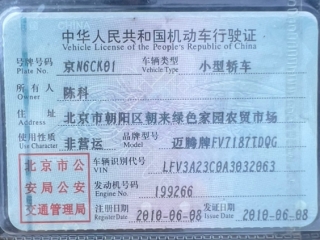 中华人民共和国机动车行驶证
Vehicle License of the People's Republic of China
号牌号码 京N6CK01 车辆类型 小型轿车
Plate No. Vehicle Type
所有人 陈科
Owner
住址 北京市朝阳区朝来绿色家园农贸市场
Address
使用性质 非营运 品牌型号 迈腾牌FV7187TDQG
Use Character Model
北京市公 车辆识别代号 LFV3A23C0A3032063
VIN
安局公安 发动机号码 199266
Engine No.
交通管理局 注册日期 2010-06-08 发证日期 2010-06-08
Register Date Issue Date